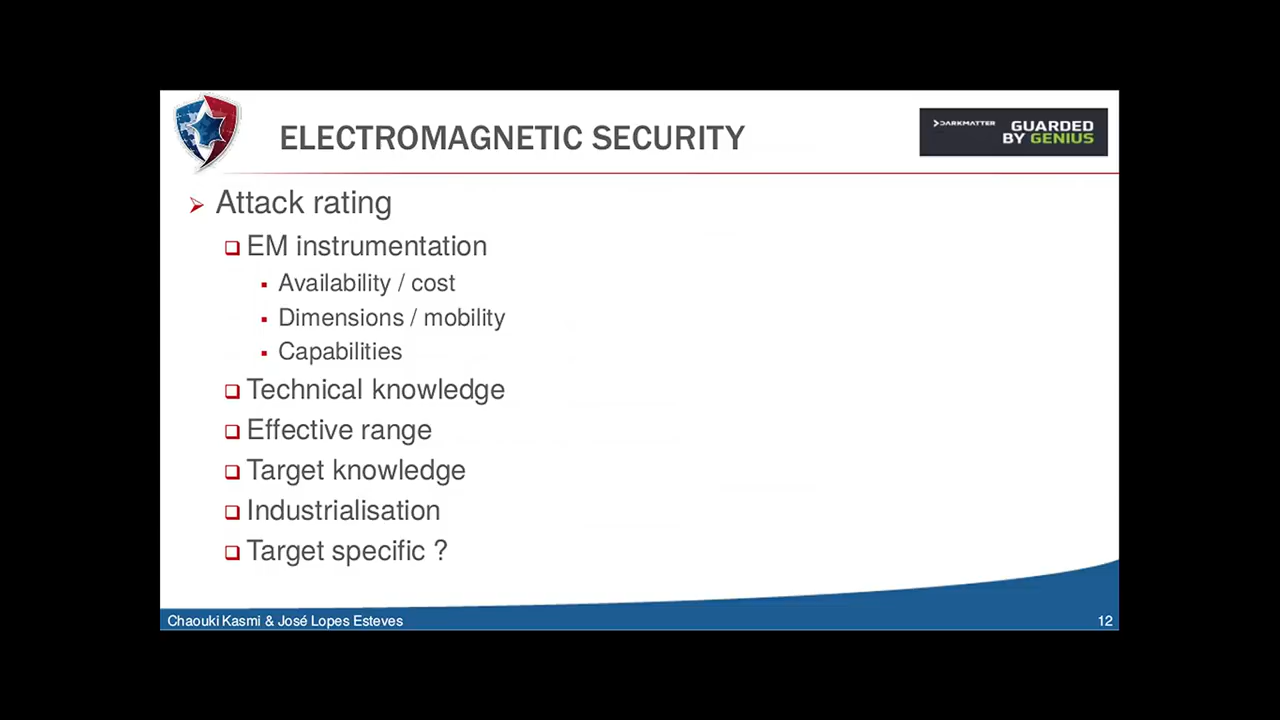 ELECTROMAGNETIC SECURITY
DARKMATTER
GUARDED
BY GENIUS
Attack rating
EM instrumentation
Availability / cost
Dimensions / mobility
Capabilities
Technical knowledge
Effective range
Target knowledge
Industrialisation
Target specific ?
Chaouki Kasmi & José Lopes Esteves
12